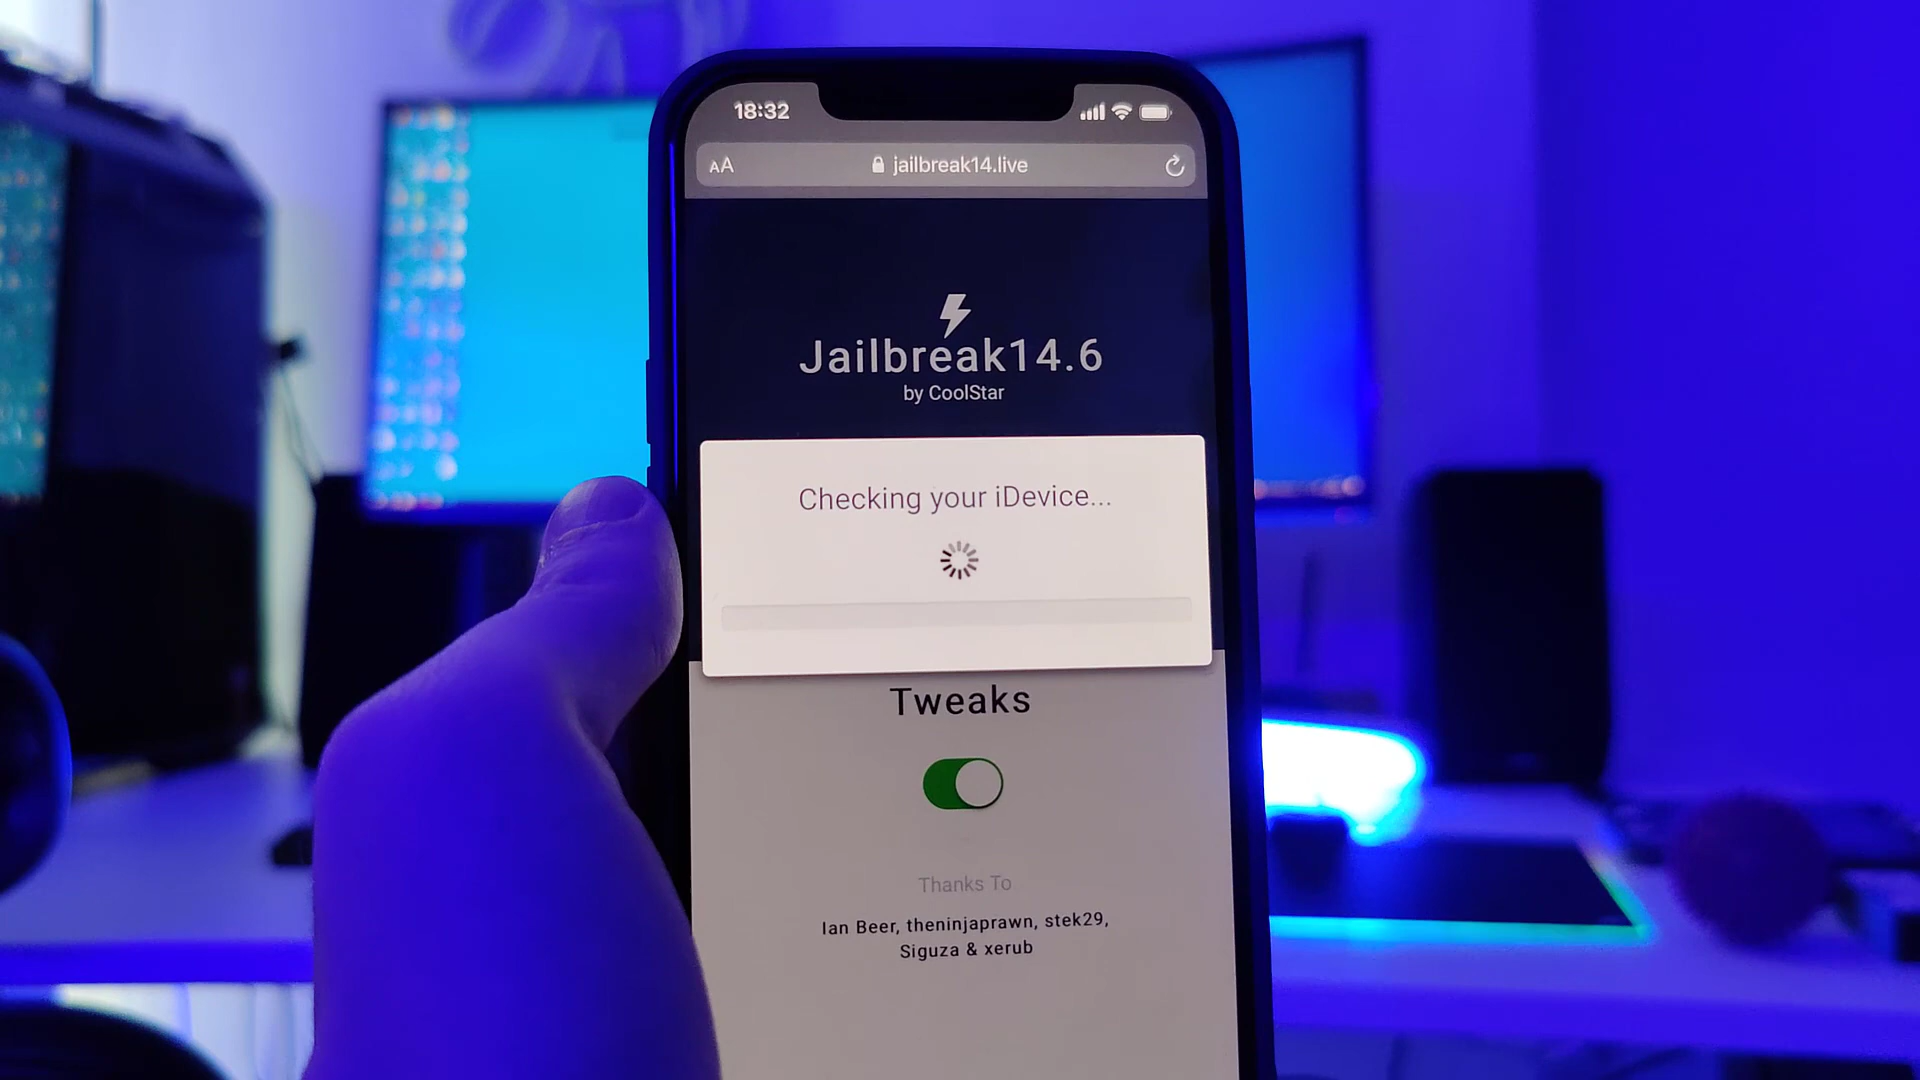 18:32
AA jailbreak14.live
Jailbreak14.6
by CoolStar
Checking your iDevice...
Tweaks
Thanks To
Ian Beer, theninjaprawn, stek29,
Siguza & xerub